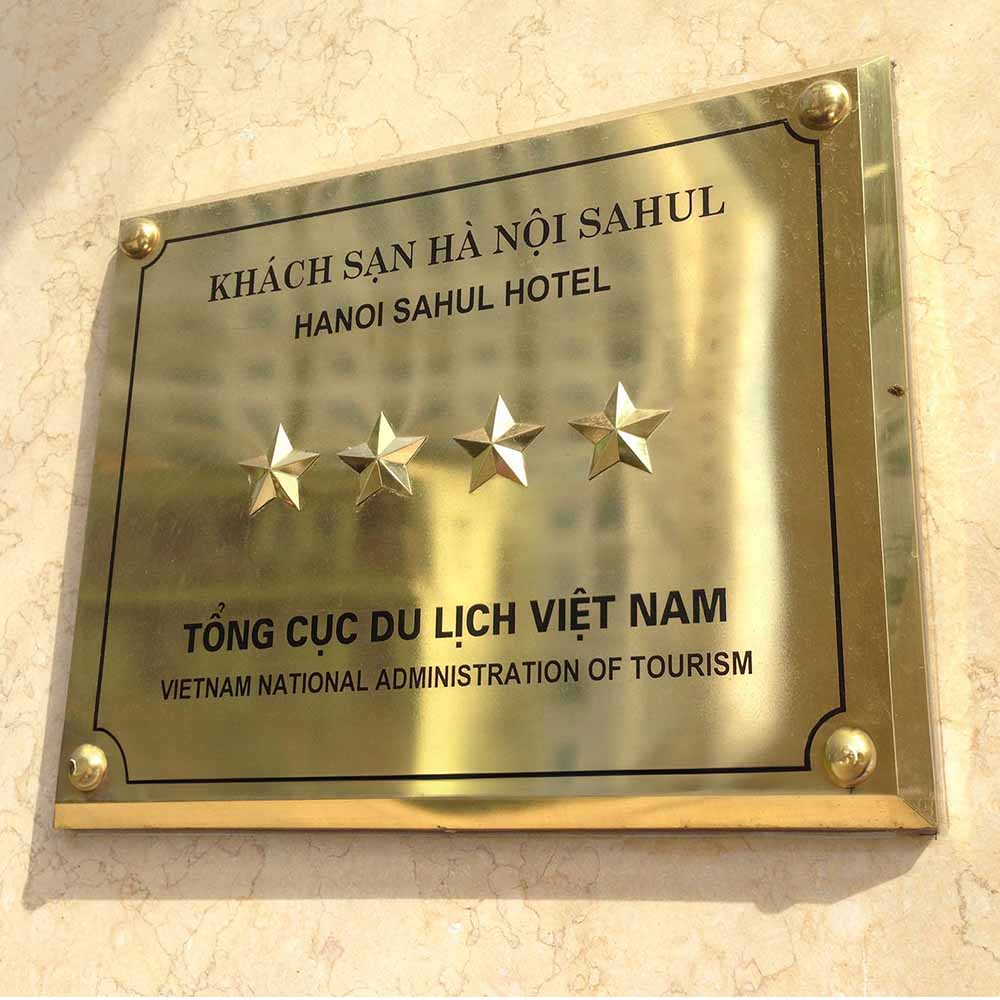 KHÁCH SẠN HÀ NỘI SAHUL
HANOI SAHUL HOTEL
TỔNG CỤC DU LỊCH VIỆT NAM
VIETNAM NATIONAL ADMINISTRATION OF TOURISM